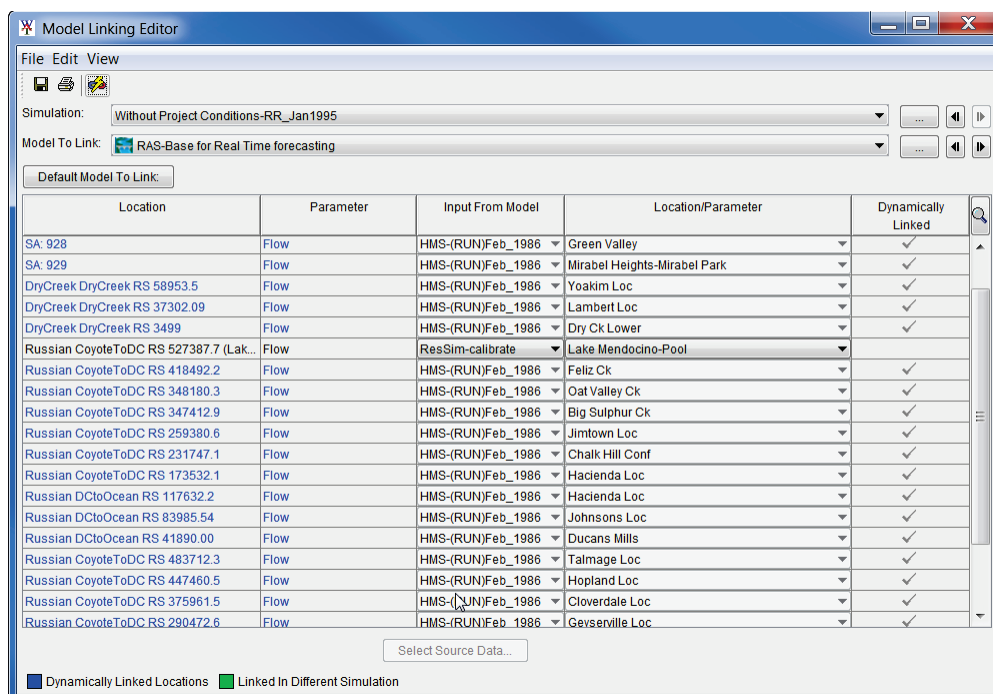 Model Linking Editor
File Edit View
Simulation: Without Project Conditions-RR_Jan1995 ...
Model To Link: RAS-Base for Real Time forecasting ...
Default Model To Link:
Location Parameter Input From Model Location/Parameter Dynamically Linked
SA: 928 Flow HMS-(RUN)Feb_1986 Green Valley
SA: 929 Flow HMS-(RUN)Feb_1986 Mirabel Heights-Mirabel Park
DryCreek DryCreek RS 58953.5 Flow HMS-(RUN)Feb_1986 Yoakim Loc
DryCreek DryCreek RS 37302.09 Flow HMS-(RUN)Feb_1986 Lambert Loc
DryCreek DryCreek RS 3499 Flow HMS-(RUN)Feb_1986 Dry Ck Lower
Russian CoyoteToDC RS 527387.7 (Lak... Flow ResSim-calibrate Lake Mendocino-Pool
Russian CoyoteToDC RS 418492.2 Flow HMS-(RUN)Feb_1986 Feliz Ck
Russian CoyoteToDC RS 348180.3 Flow HMS-(RUN)Feb_1986 Oat Valley Ck
Russian CoyoteToDC RS 347412.9 Flow HMS-(RUN)Feb_1986 Big Sulphur Ck
Russian CoyoteToDC RS 259380.6 Flow HMS-(RUN)Feb_1986 Jimtown Loc
Russian CoyoteToDC RS 231747.1 Flow HMS-(RUN)Feb_1986 Chalk Hill Conf
Russian CoyoteToDC RS 173532.1 Flow HMS-(RUN)Feb_1986 Hacienda Loc
Russian DCtoOcean RS 117632.2 Flow HMS-(RUN)Feb_1986 Hacienda Loc
Russian DCtoOcean RS 83985.54 Flow HMS-(RUN)Feb_1986 Johnsons Loc
Russian DCtoOcean RS 41890.00 Flow HMS-(RUN)Feb_1986 Ducans Mills
Russian CoyoteToDC RS 483712.3 Flow HMS-(RUN)Feb_1986 Talmage Loc
Russian CoyoteToDC RS 447460.5 Flow HMS-(RUN)Feb_1986 Hopland Loc
Russian CoyoteToDC RS 375961.5 Flow HMS-(RUN)Feb_1986 Cloverdale Loc
Russian CoyoteToDC RS 290472.6 Flow HMS-(RUN)Feb_1986 Geyserville Loc
Select Source Data...
Dynamically Linked Locations Linked In Different Simulation